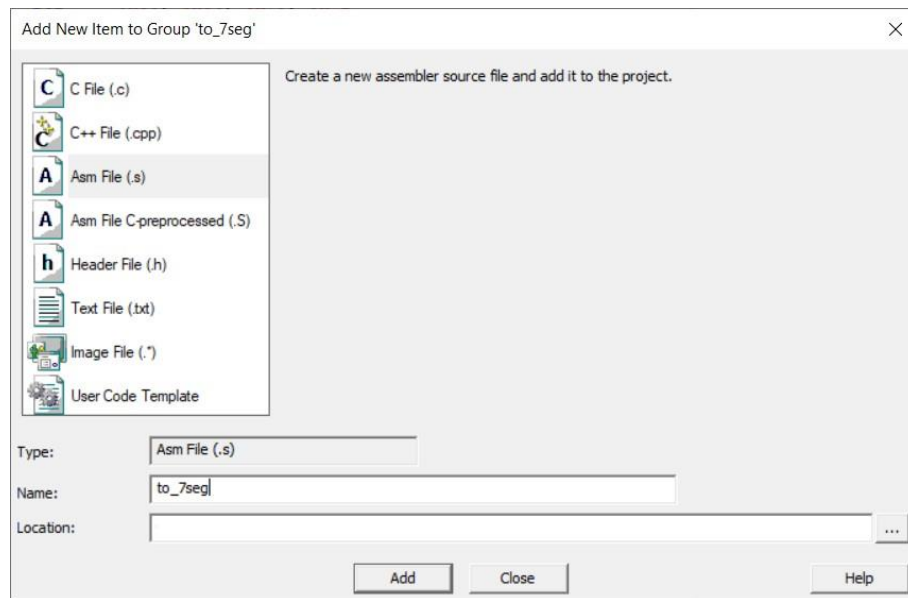 Add New Item to Group 'to_7seg'
C File (.c)
C++ File (.cpp)
Asm File (.s)
Asm File C-preprocessed (.S)
Header File (.h)
Text File (.txt)
Image File (.*)
User Code Template
Create a new assembler source file and add it to the project.
Type:
Asm File (.s)
Name:
to_7seg
Location:
...
Add
Close
Help